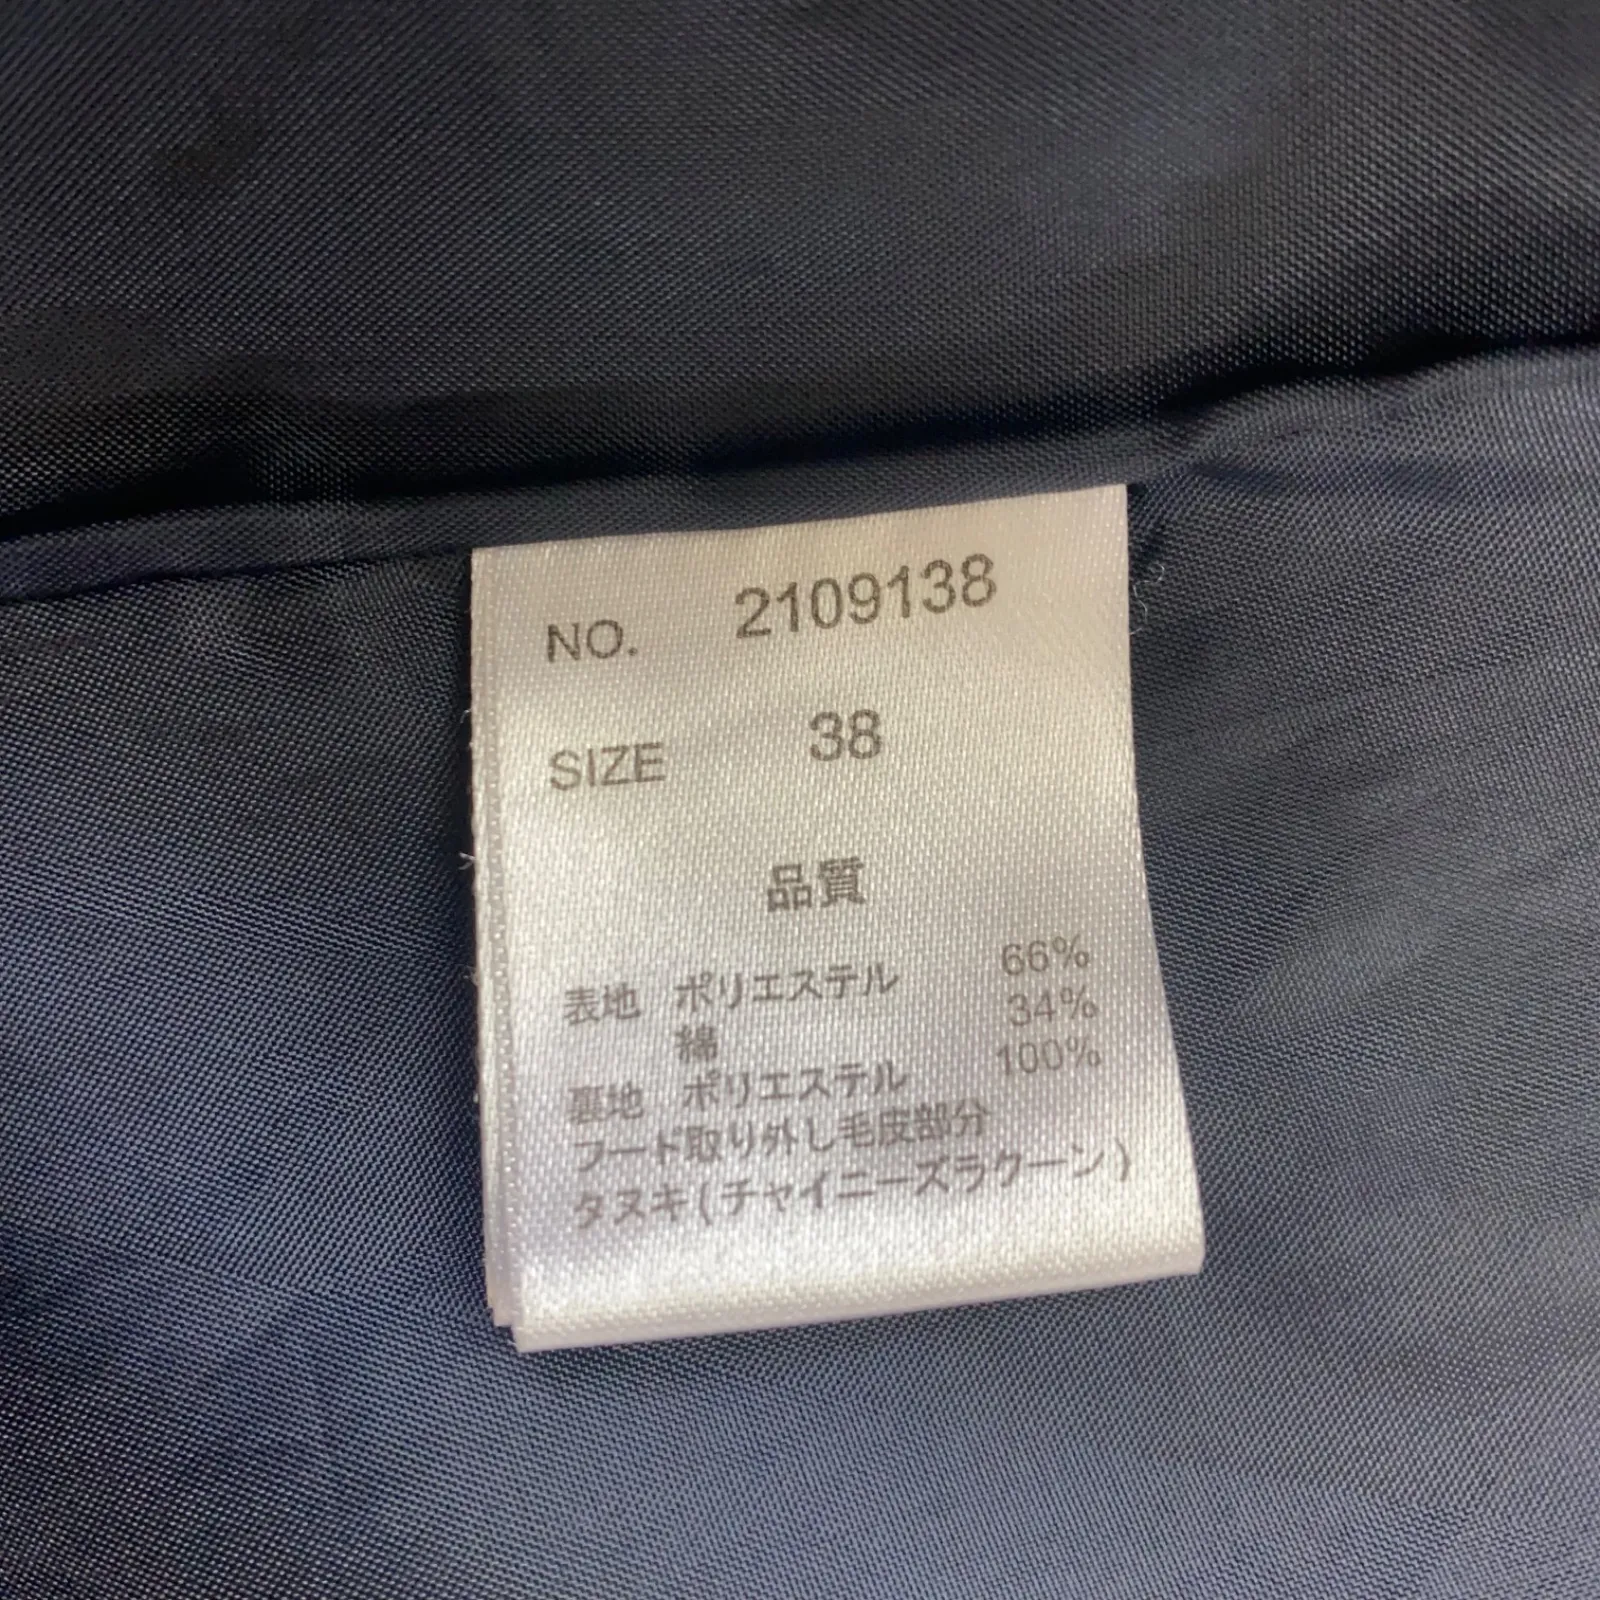 NO. 2109138
SIZE 38
品質
表地 ポリエステル 66%
綿 34%
裏地 ポリエステル 100%
フード取り外し毛皮部分
タヌキ(チャイニーズラクーン)